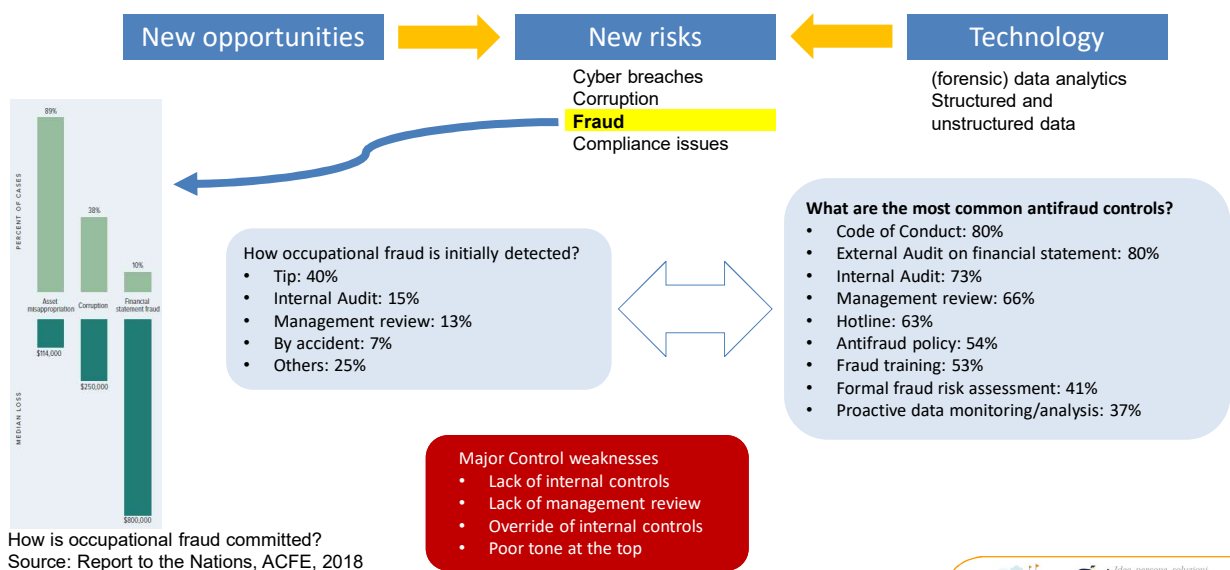 New opportunities
New risks
Technology
Cyber breaches
Corruption
Fraud
Compliance issues
(forensic) data analytics
Structured and
unstructured data
PERCENT OF CASES
89%
38%
10%
Asset
misappropriation
Corruption
Financial
statement fraud
$114,000
$250,000
$800,000
MEDIAN LOSS
How is occupational fraud committed?
Source: Report to the Nations, ACFE, 2018
How occupational fraud is initially detected?
• Tip: 40%
• Internal Audit: 15%
• Management review: 13%
• By accident: 7%
• Others: 25%
What are the most common antifraud controls?
• Code of Conduct: 80%
• External Audit on financial statement: 80%
• Internal Audit: 73%
• Management review: 66%
• Hotline: 63%
• Antifraud policy: 54%
• Fraud training: 53%
• Formal fraud risk assessment: 41%
• Proactive data monitoring/analysis: 37%
Major Control weaknesses
• Lack of internal controls
• Lack of management review
• Override of internal controls
• Poor tone at the top